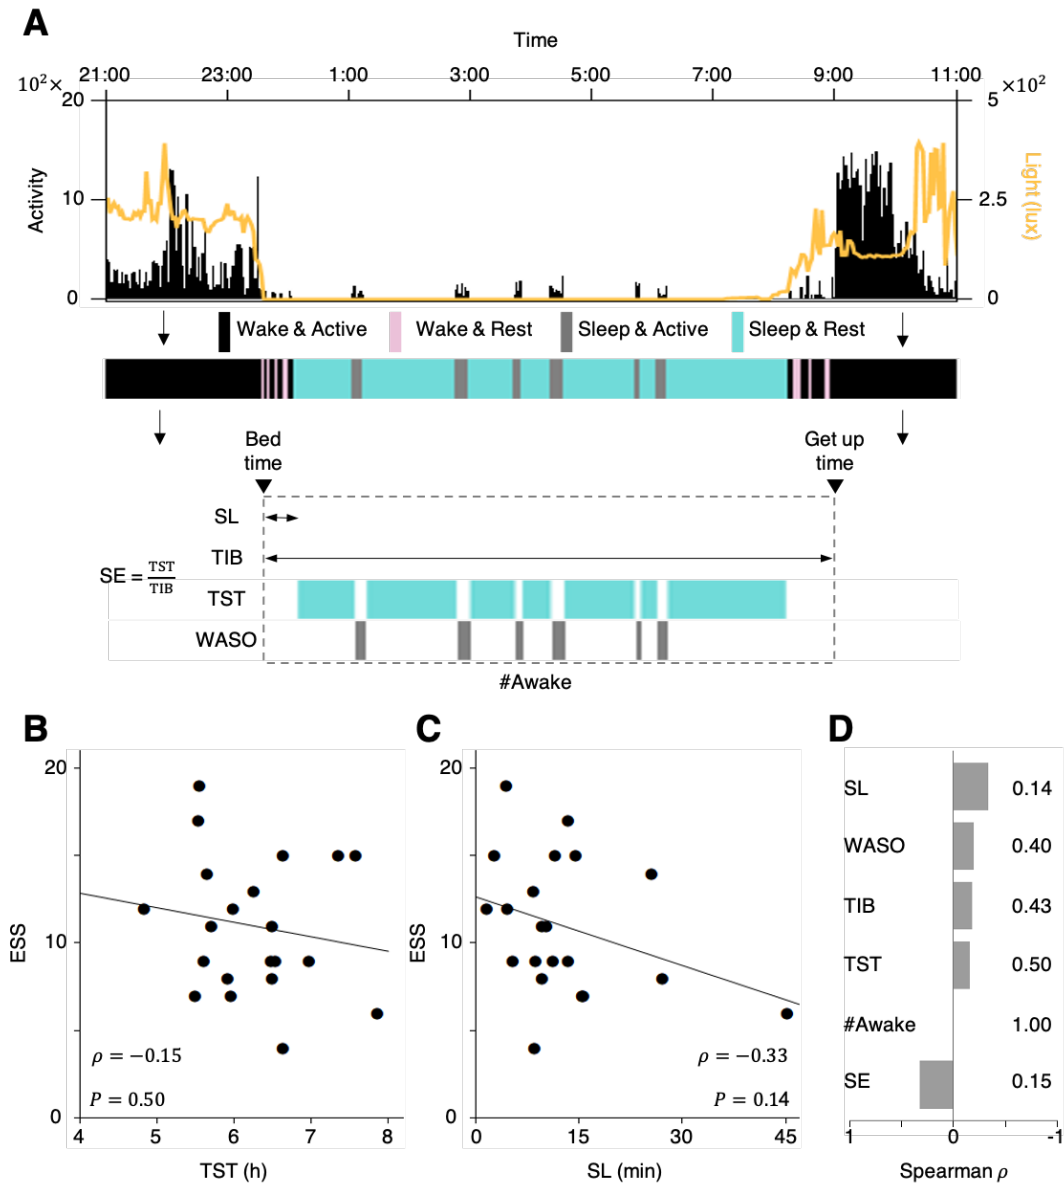 A
Time
21:00 23:00 1:00 3:00 5:00 7:00 9:00 11:00
10²×
×10²
20
10
0
Activity
5
2.5
0
Light (lux)
Wake & Active Wake & Rest Sleep & Active Sleep & Rest
Bed
time
Get up
time
SL
TIB
SE = TST/TIB
TST
WASO
#Awake
B
20
10
0
ESS
ρ = −0.15
P = 0.50
4 5 6 7 8
TST (h)
C
20
10
0
ESS
ρ = −0.33
P = 0.14
0 15 30 45
SL (min)
D
SL 0.14
WASO 0.40
TIB 0.43
TST 0.50
#Awake 1.00
SE 0.15
1 0 -1
Spearman ρ